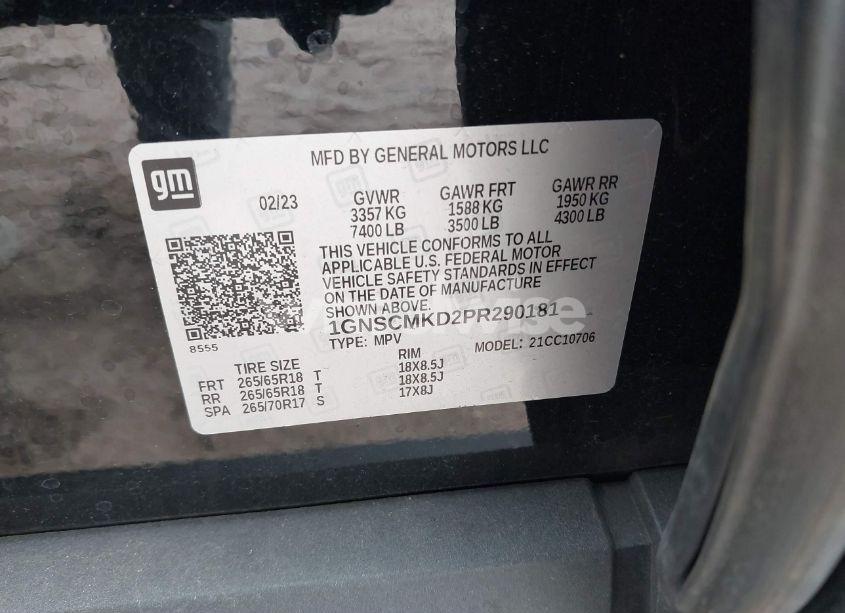 gm
MFD BY GENERAL MOTORS LLC
02/23
GVWR GAWR FRT GAWR RR
3357 KG 1588 KG 1950 KG
7400 LB 3500 LB 4300 LB
THIS VEHICLE CONFORMS TO ALL
APPLICABLE U.S. FEDERAL MOTOR
VEHICLE SAFETY STANDARDS IN EFFECT
ON THE DATE OF MANUFACTURE
SHOWN ABOVE.
1GNSCMKD2PR290181
8555
TYPE: MPV MODEL: 21CC10706
TIRE SIZE RIM
FRT 265/65R18 T 18X8.5J
RR 265/65R18 T 18X8.5J
SPA 265/70R17 S 17X8J